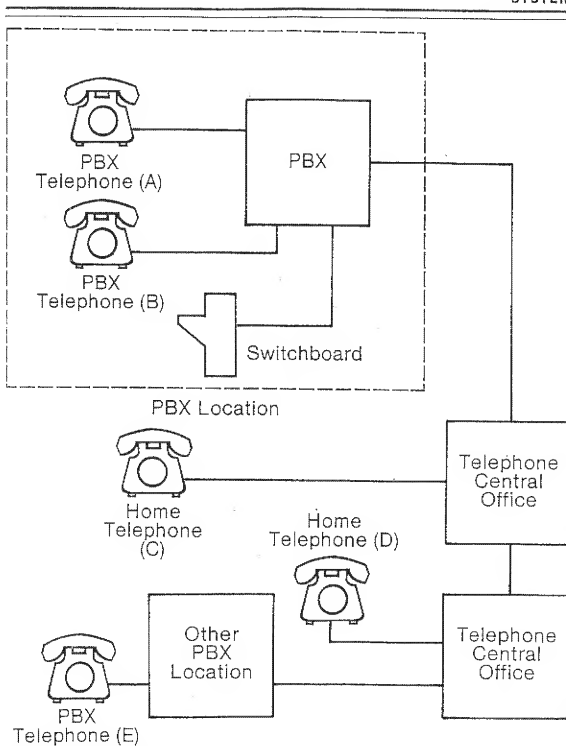 PBX
Telephone (A)
PBX
PBX
Telephone (B)
Switchboard
PBX Location
Home
Telephone
(C)
Telephone
Central
Office
Home
Telephone (D)
Other
PBX
Location
Telephone
Central
Office
PBX
Telephone (E)